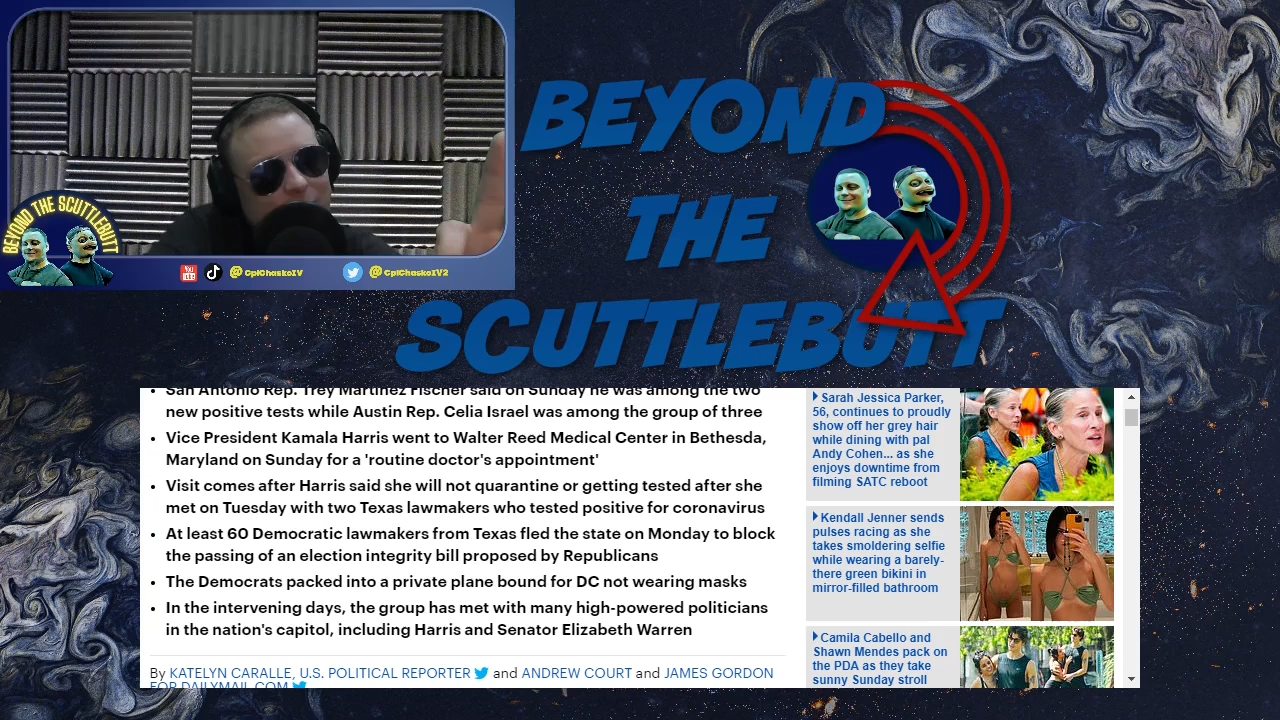 BEYOND THE SCUTTLEBUTT
You
Tube
@CplChaskoIV
@CplChaskoIV2
BEYOND
THE
SCUTTLEBUTT
San Antonio Rep. Trey Martinez Fischer said on Sunday he was among the two
new positive tests while Austin Rep. Celia Israel was among the group of three
• Vice President Kamala Harris went to Walter Reed Medical Center in Bethesda,
Maryland on Sunday for a 'routine doctor's appointment'
• Visit comes after Harris said she will not quarantine or getting tested after she
met on Tuesday with two Texas lawmakers who tested positive for coronavirus
• At least 60 Democratic lawmakers from Texas fled the state on Monday to block
the passing of an election integrity bill proposed by Republicans
• The Democrats packed into a private plane bound for DC not wearing masks
• In the intervening days, the group has met with many high-powered politicians
in the nation's capitol, including Harris and Senator Elizabeth Warren
By KATELYN CARALLE, U.S. POLITICAL REPORTER and ANDREW COURT and JAMES GORDON
FOR DAILYMAIL.COM
Sarah Jessica Parker,
56, continues to proudly
show off her grey hair
while dining with pal
Andy Cohen... as she
enjoys downtime from
filming SATC reboot
Kendall Jenner sends
pulses racing as she
takes smoldering selfie
while wearing a barely-
there green bikini in
mirror-filled bathroom
Camila Cabello and
Shawn Mendes pack on
the PDA as they take
sunny Sunday stroll